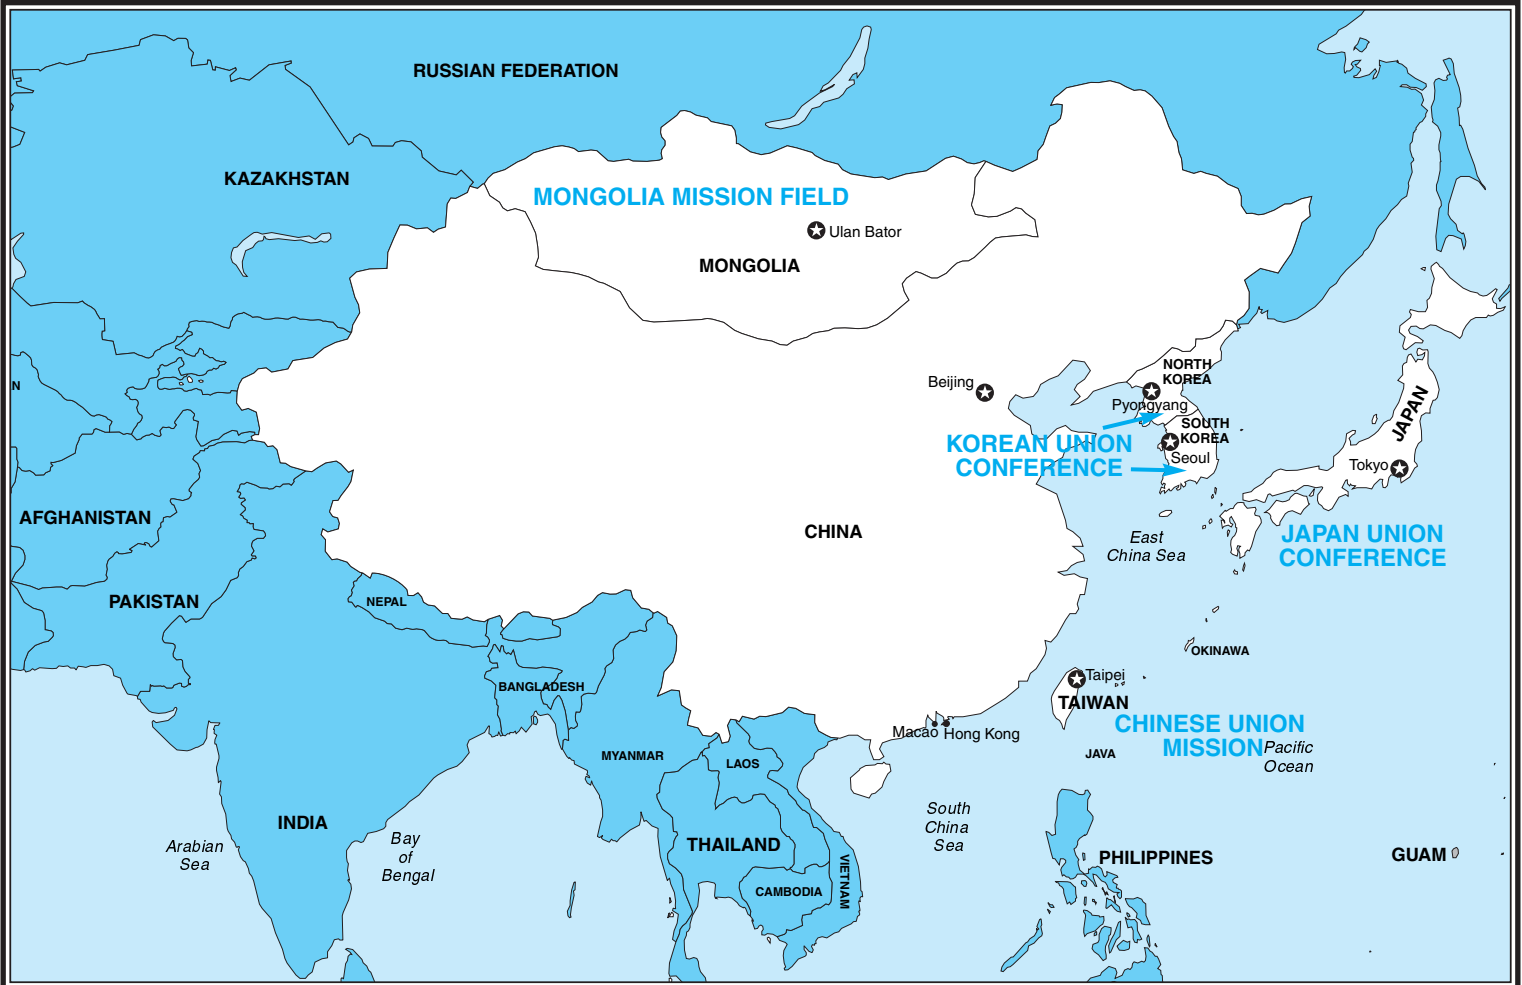 RUSSIAN FEDERATION
KAZAKHSTAN
MONGOLIA MISSION FIELD
Ulan Bator
MONGOLIA
N
Beijing
NORTH
KOREA
Pyongyang
SOUTH
KOREA
Seoul
KOREAN UNION
CONFERENCE
JAPAN
Tokyo
AFGHANISTAN
CHINA
East
China Sea
JAPAN UNION
CONFERENCE
PAKISTAN
NEPAL
OKINAWA
BANGLADESH
Taipei
TAIWAN
CHINESE UNION
MISSION
Macao
Hong Kong
JAVA
Pacific
Ocean
MYANMAR
LAOS
INDIA
South
China
Sea
Arabian
Sea
Bay
of
Bengal
THAILAND
VIETNAM
CAMBODIA
PHILIPPINES
GUAM